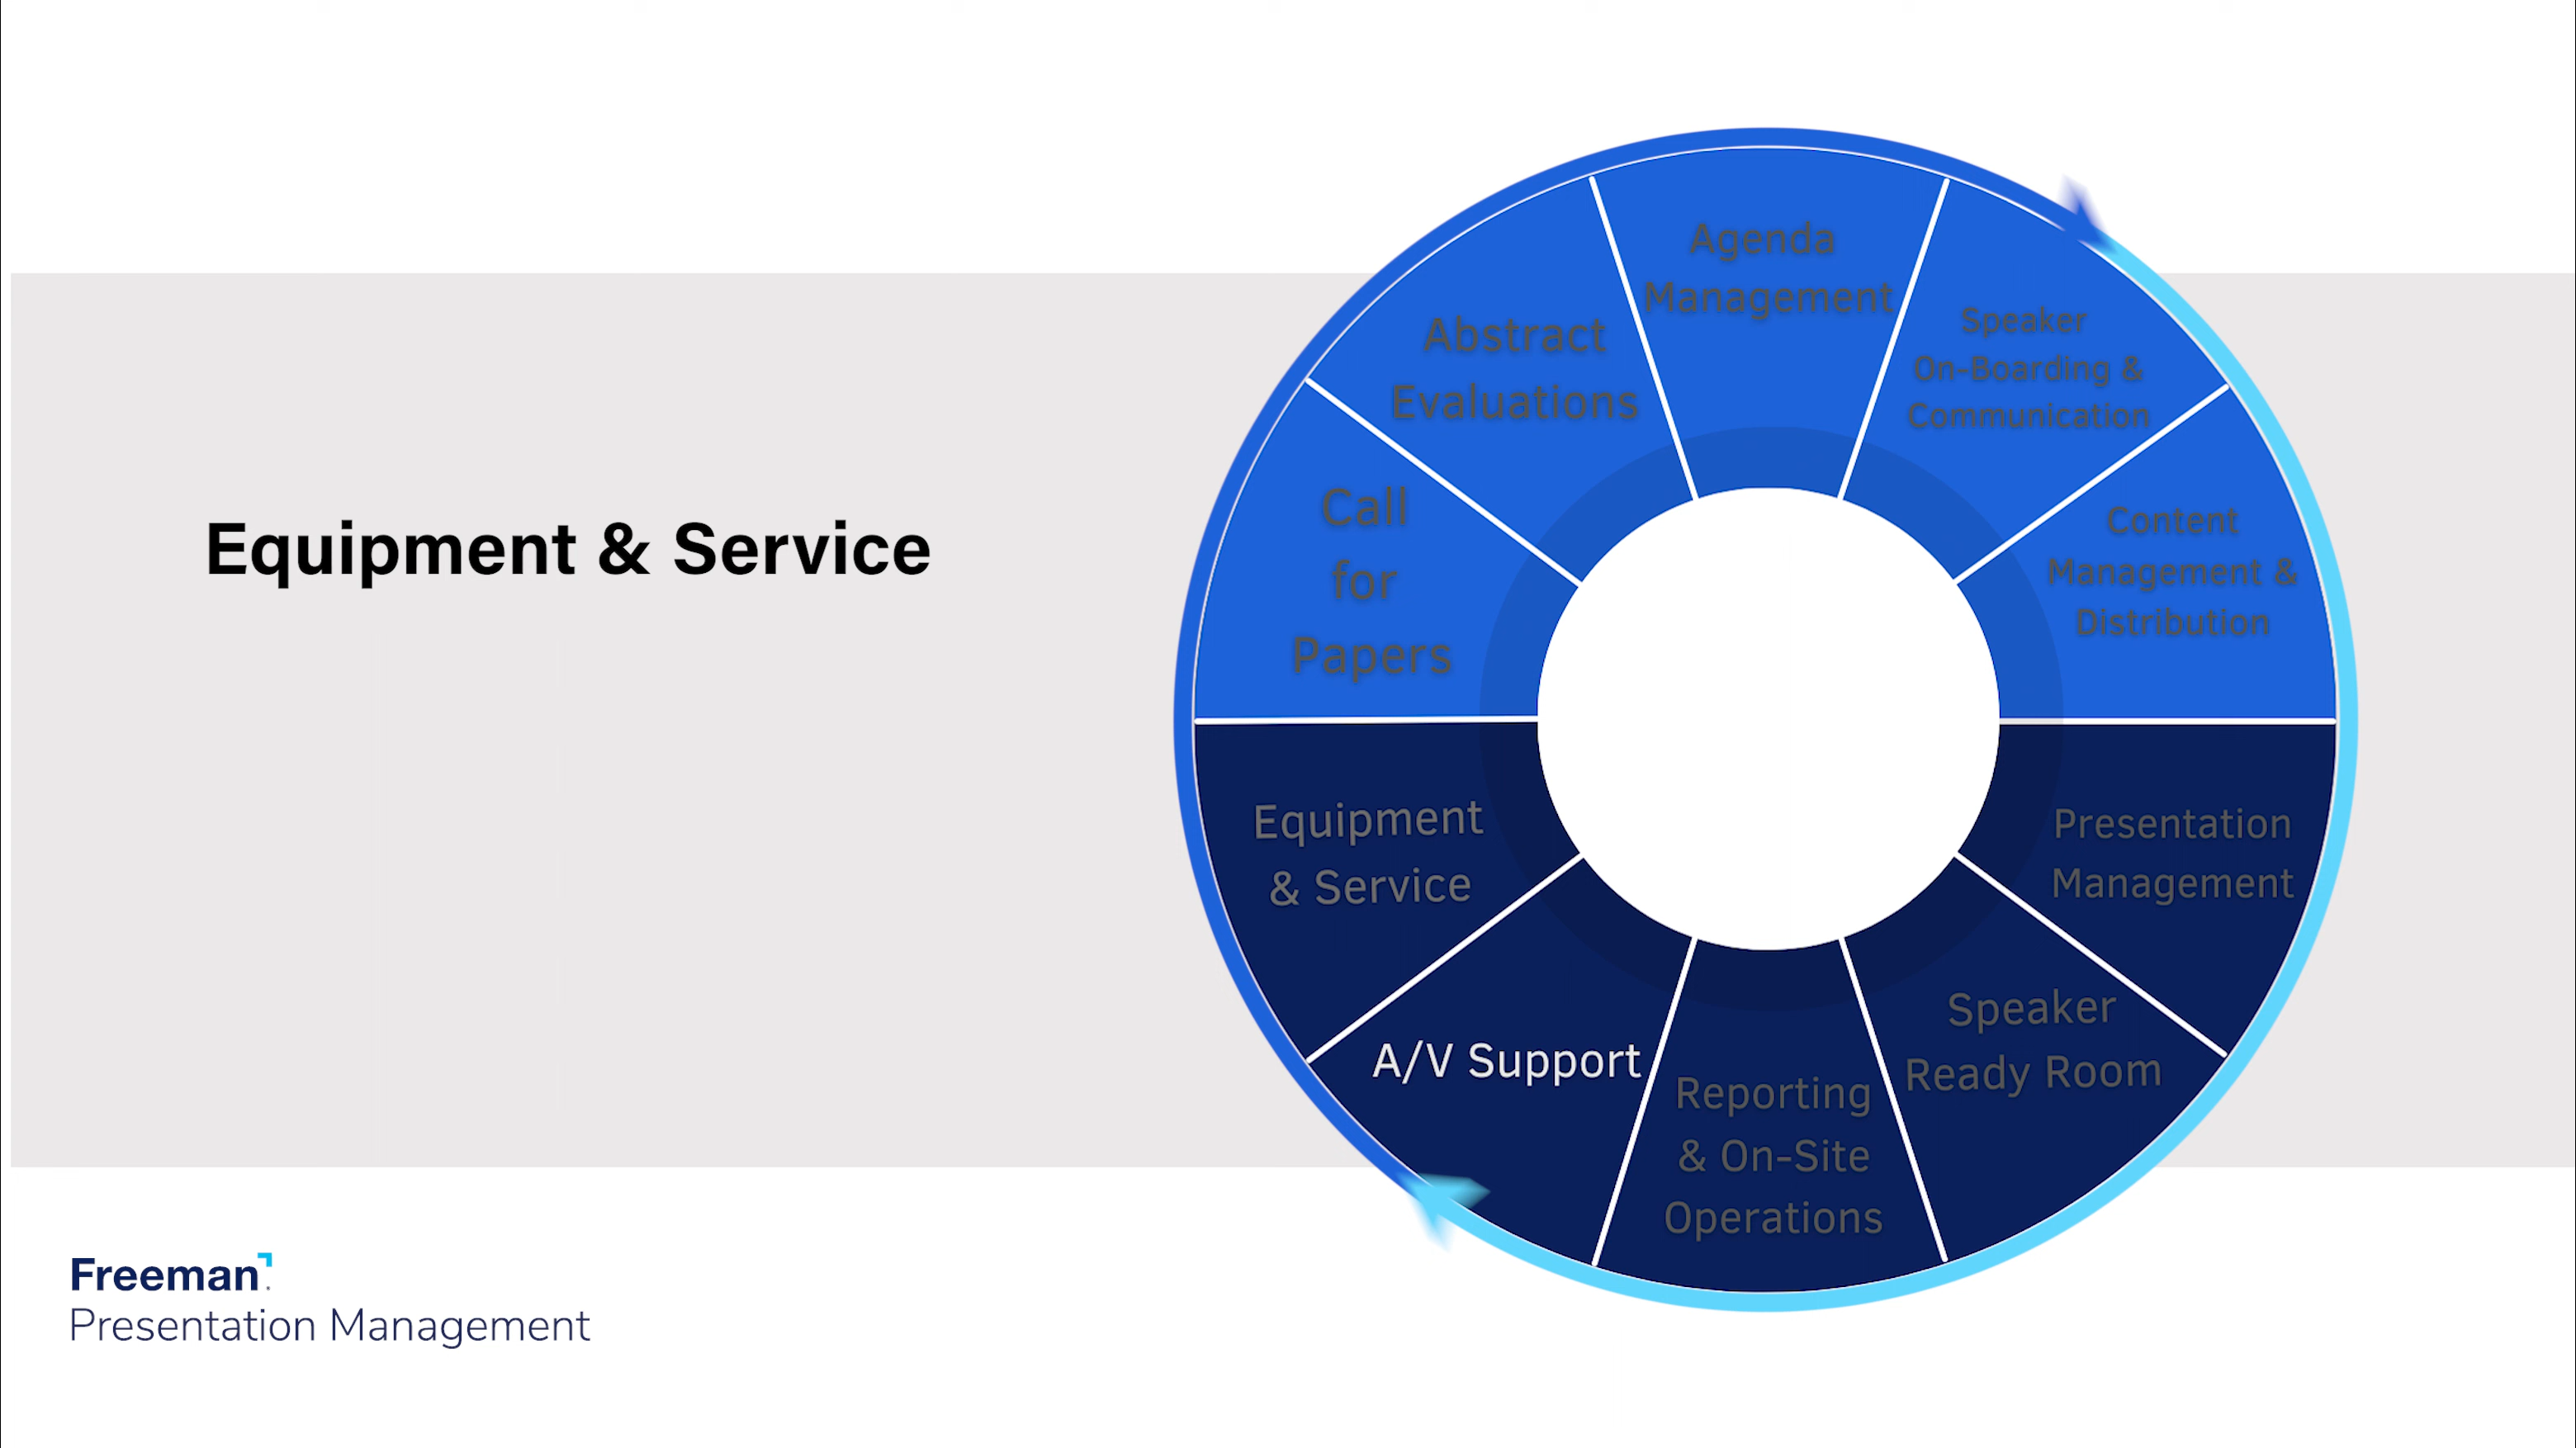 Equipment & Service
Agenda
Management
Abstract
Evaluations
Speaker
On-Boarding &
Communication
Call
for
Papers
Content
Management &
Distribution
Equipment
& Service
Presentation
Management
A/V Support
Speaker
Ready Room
Reporting
& On-Site
Operations
Freeman
Presentation Management